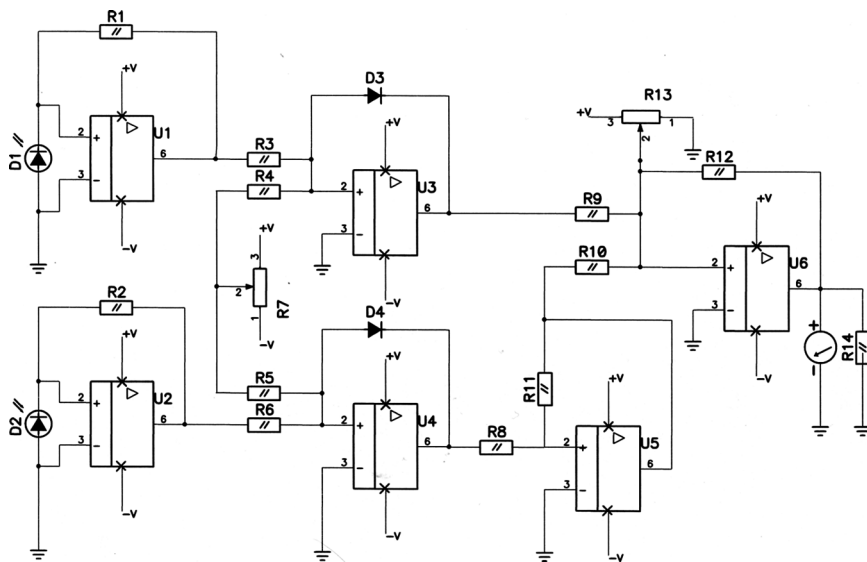 R1
+V
2 + U1
6
D1
3 -
-V
R3
R4
D3
+V
2 + U3
6
3 -
-V
+V
3
2
R7
1
-V
R13
+V 3 1
2
R12
R9
R10
+V
2 + U6
6
3 -
-V
+
-
R14
R2
+V
2 + U2
6
D2
3 -
-V
D4
R5
R6
+V
2 + U4
6
3 -
-V
R8
R11
+V
2 + U5
6
3 -
-V